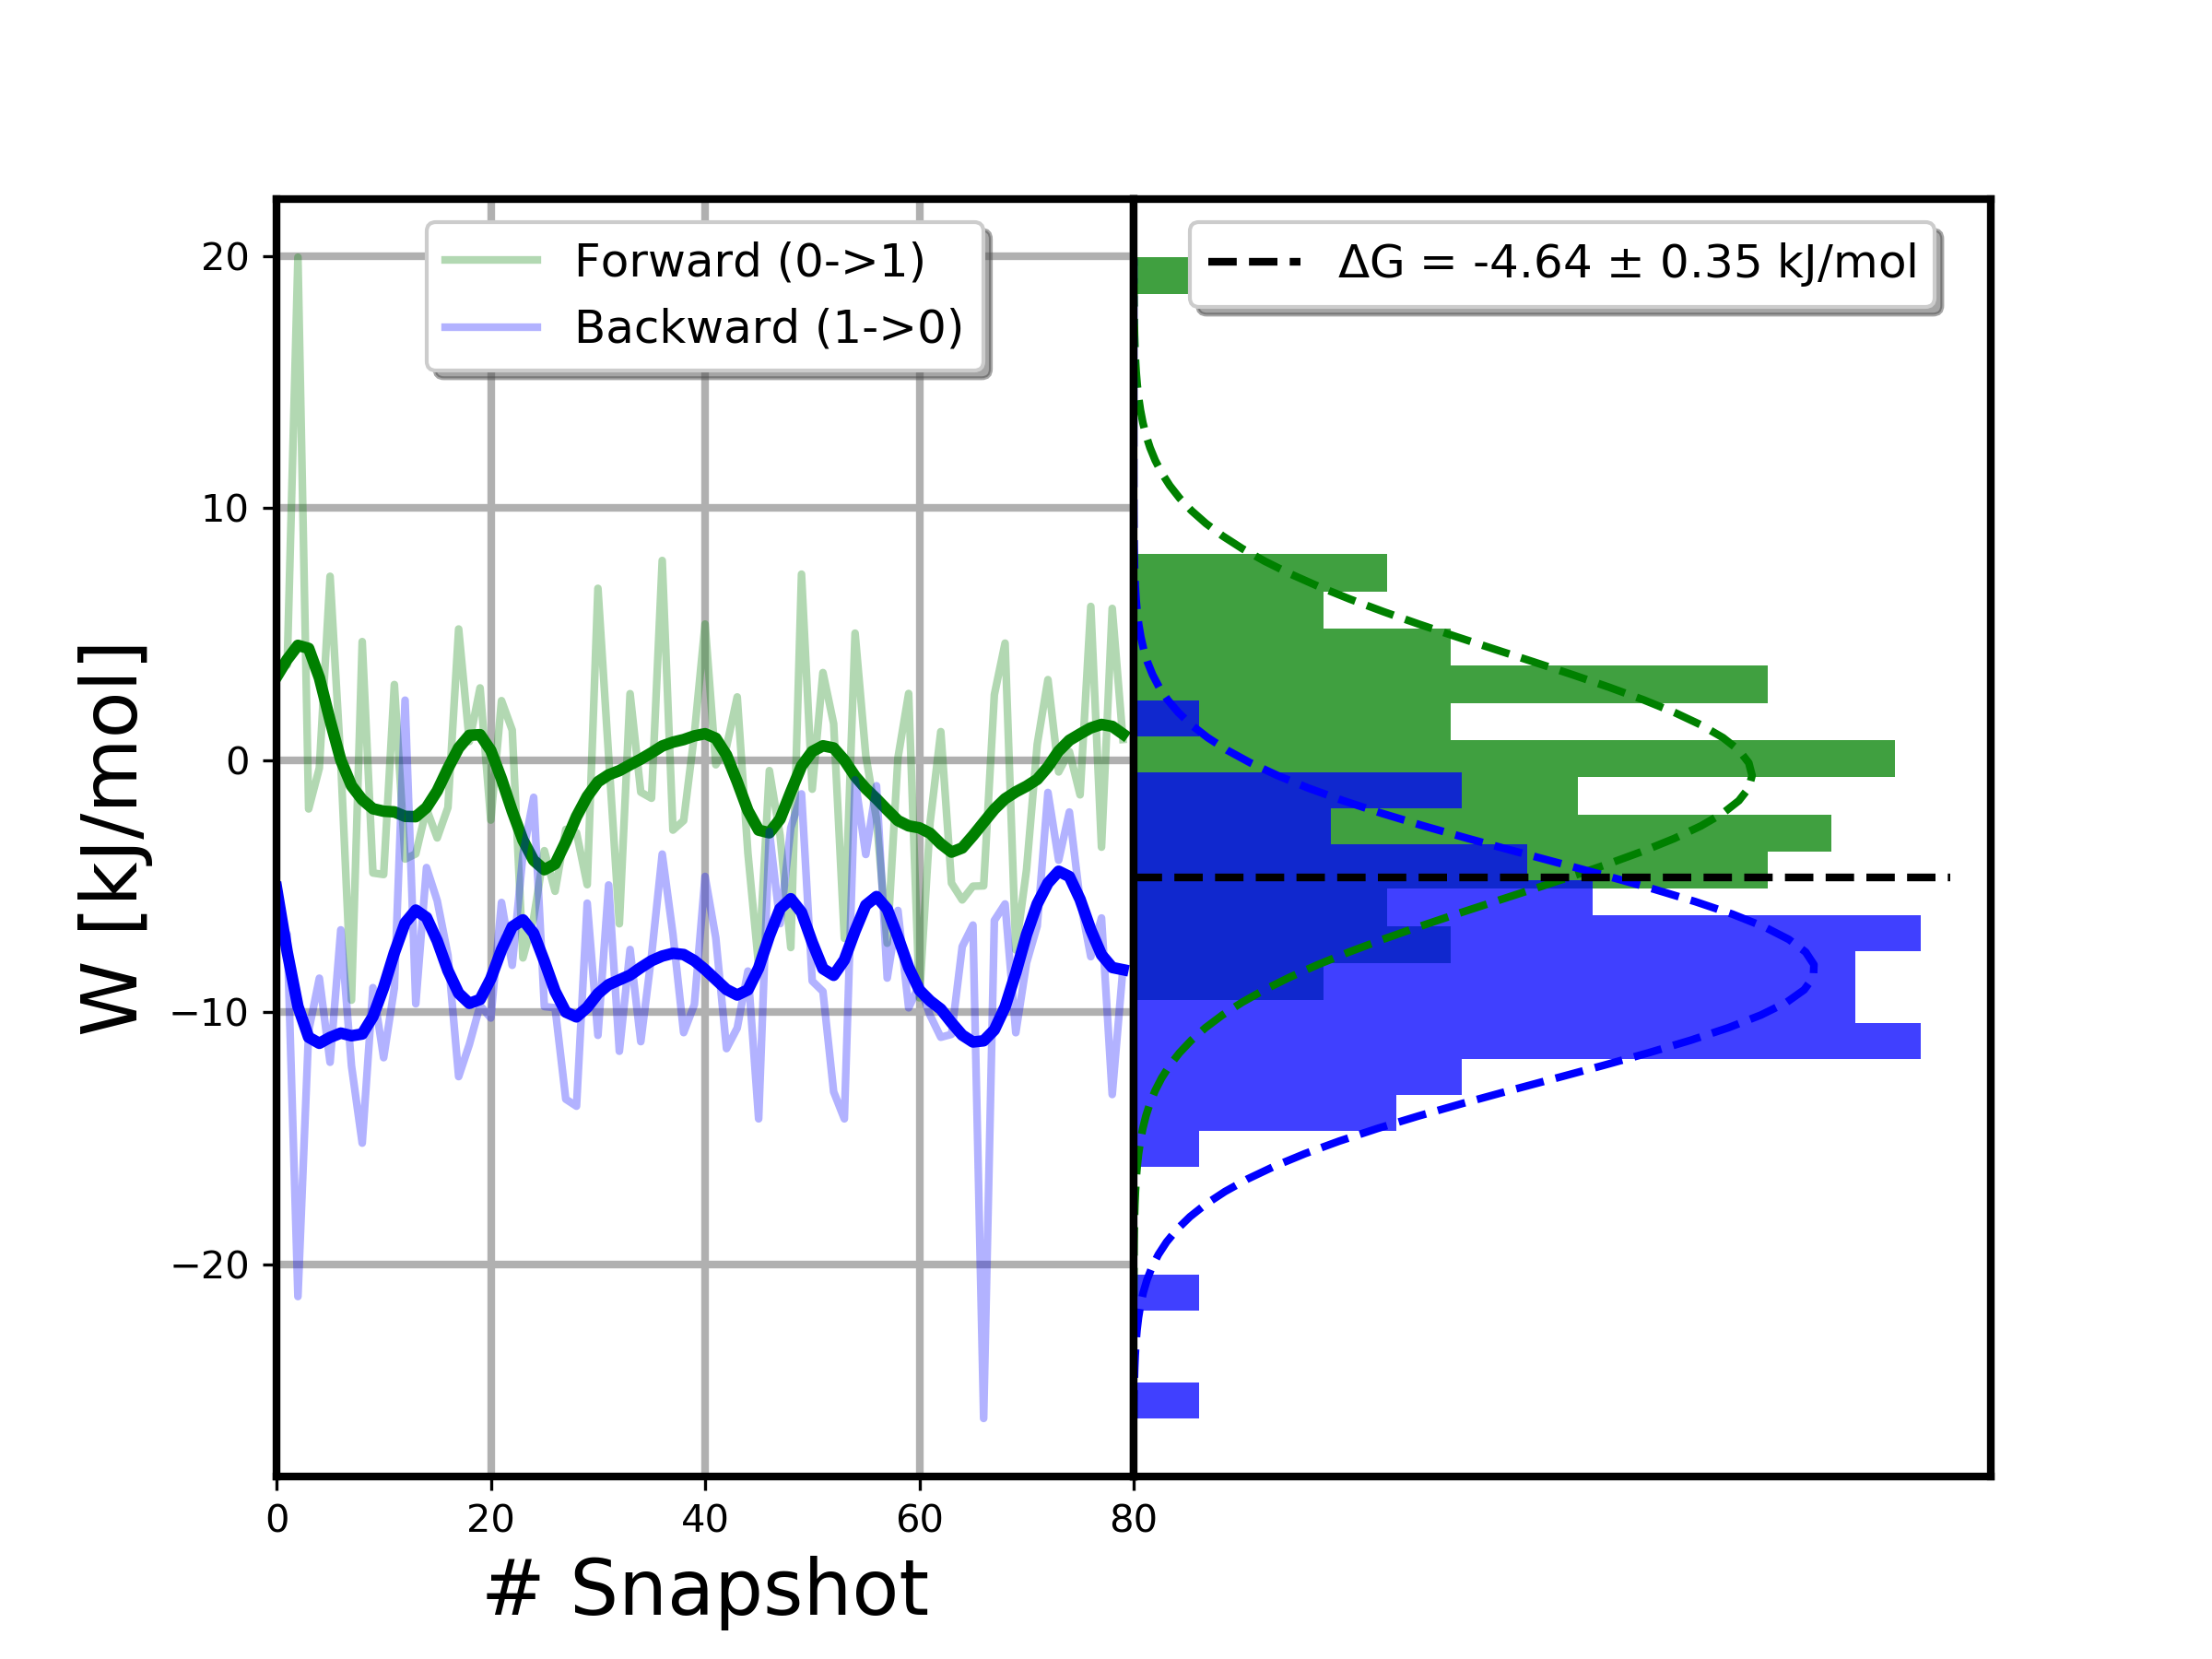 Forward (0->1)
Backward (1->0)
ΔG = -4.64 ± 0.35 kJ/mol
W [kJ/mol]
20
10
0
−10
−20
0
20
40
60
80
# Snapshot